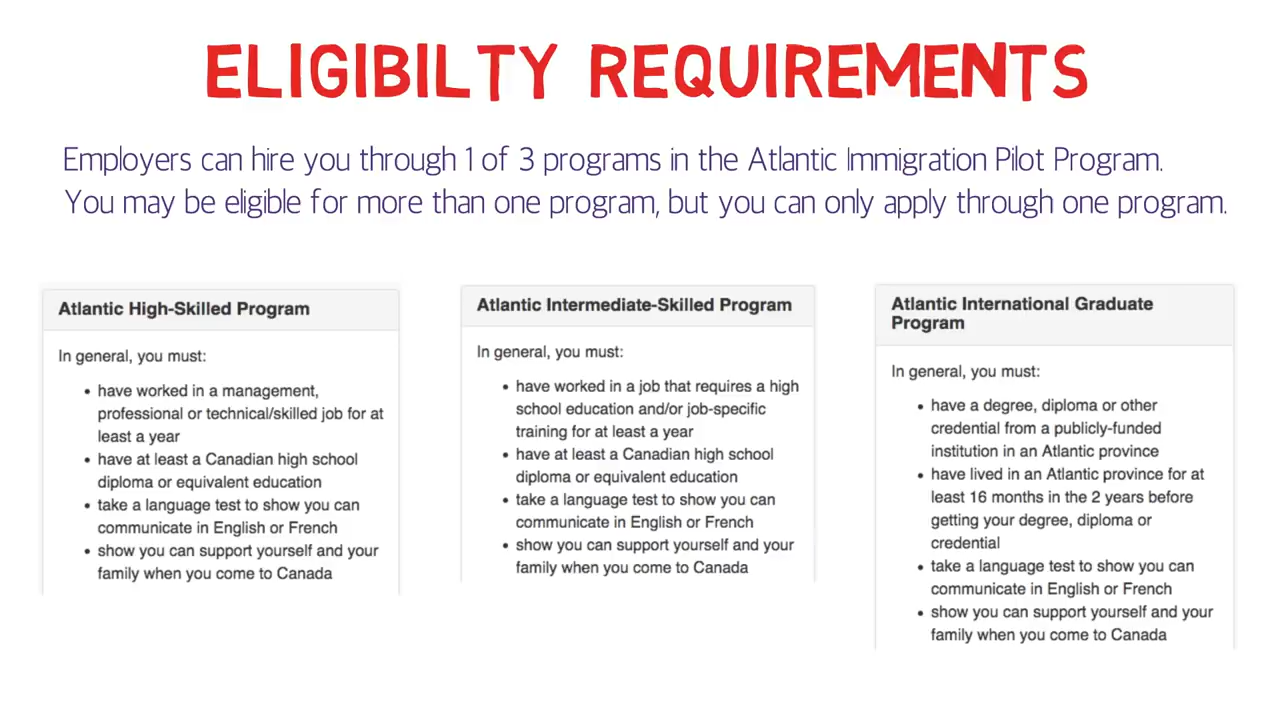 ELIGIBILTY REQUIREMENTS
Employers can hire you through 1 of 3 programs in the Atlantic Immigration Pilot Program.
You may be eligible for more than one program, but you can only apply through one program.
Atlantic High-Skilled Program
In general, you must:
• have worked in a management,
professional or technical/skilled job for at
least a year
• have at least a Canadian high school
diploma or equivalent education
• take a language test to show you can
communicate in English or French
• show you can support yourself and your
family when you come to Canada
Atlantic Intermediate-Skilled Program
In general, you must:
• have worked in a job that requires a high
school education and/or job-specific
training for at least a year
• have at least a Canadian high school
diploma or equivalent education
• take a language test to show you can
communicate in English or French
• show you can support yourself and your
family when you come to Canada
Atlantic International Graduate
Program
In general, you must:
• have a degree, diploma or other
credential from a publicly-funded
institution in an Atlantic province
• have lived in an Atlantic province for at
least 16 months in the 2 years before
getting your degree, diploma or
credential
• take a language test to show you can
communicate in English or French
• show you can support yourself and your
family when you come to Canada